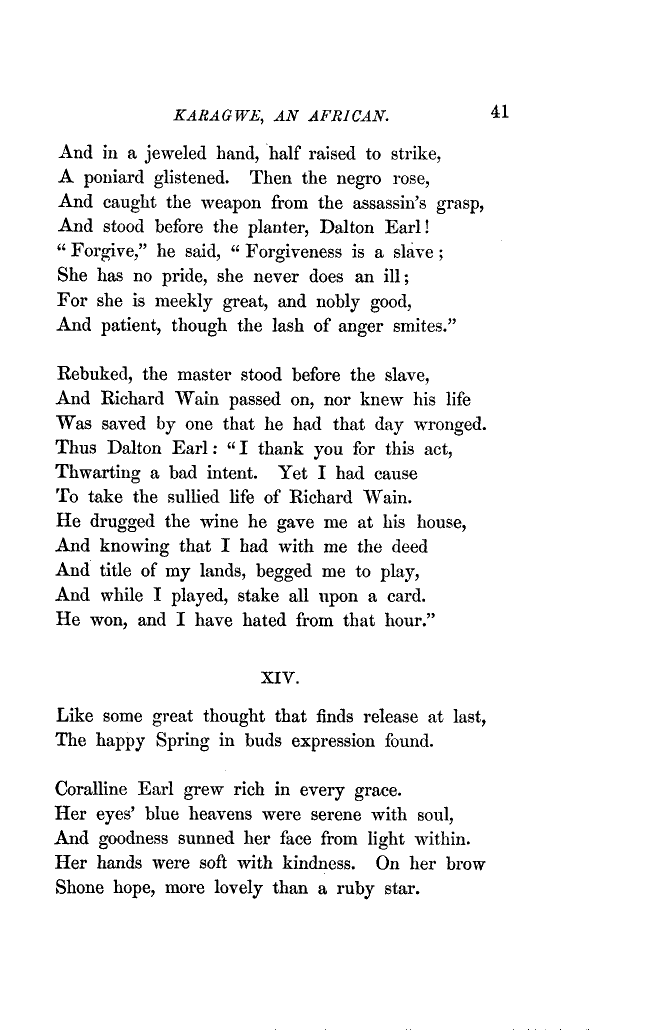 KARAGWE, AN AFRICAN. 41
And in a jeweled hand, half raised to strike,
A poniard glistened. Then the negro rose,
And caught the weapon from the assassin's grasp,
And stood before the planter, Dalton Earl!
“ Forgive,” he said, “ Forgiveness is a slave ;
She has no pride, she never does an ill ;
For she is meekly great, and nobly good,
And patient, though the lash of anger smites.”
Rebuked, the master stood before the slave,
And Richard Wain passed on, nor knew his life
Was saved by one that he had that day wronged.
Thus Dalton Earl : “ I thank you for this act,
Thwarting a bad intent. Yet I had cause
To take the sullied life of Richard Wain.
He drugged the wine he gave me at his house,
And knowing that I had with me the deed
And title of my lands, begged me to play,
And while I played, stake all upon a card.
He won, and I have hated from that hour.”
XIV.
Like some great thought that finds release at last,
The happy Spring in buds expression found.
Coralline Earl grew rich in every grace.
Her eyes' blue heavens were serene with soul,
And goodness sunned her face from light within.
Her hands were soft with kindness. On her brow
Shone hope, more lovely than a ruby star.